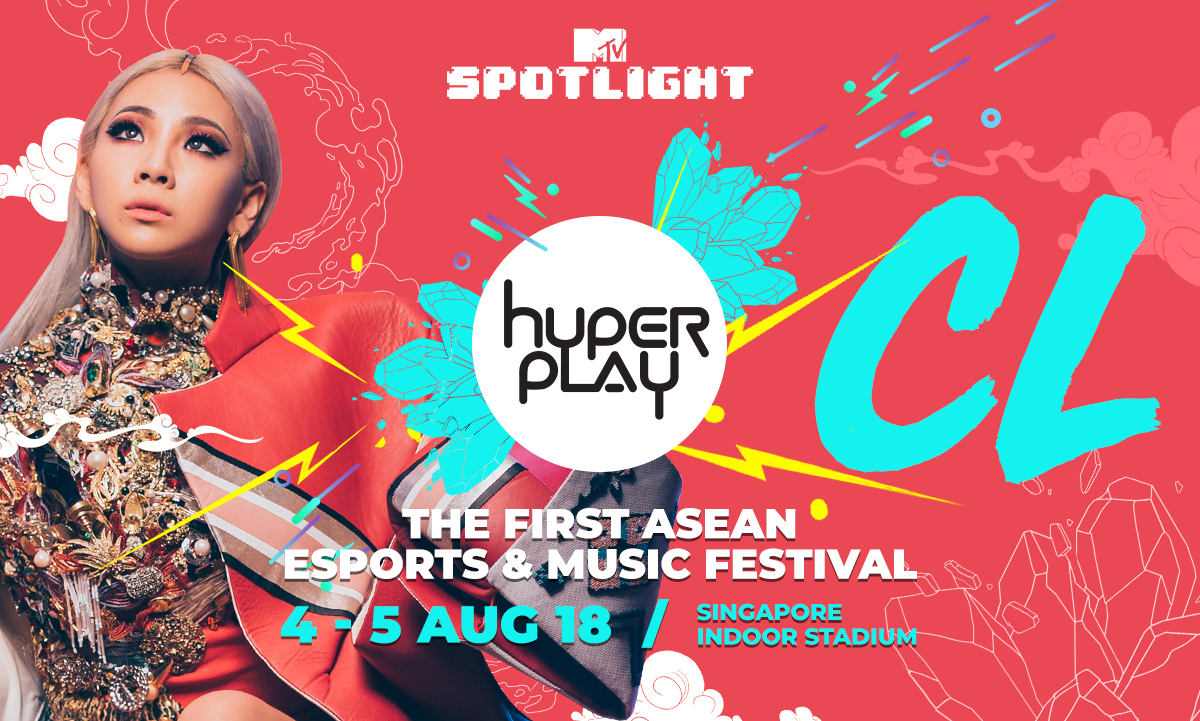 MTV
SPOTLIGHT
hyper
play
CL
THE FIRST ASEAN
ESPORTS & MUSIC FESTIVAL
4 - 5 AUG 18 / SINGAPORE
INDOOR STADIUM